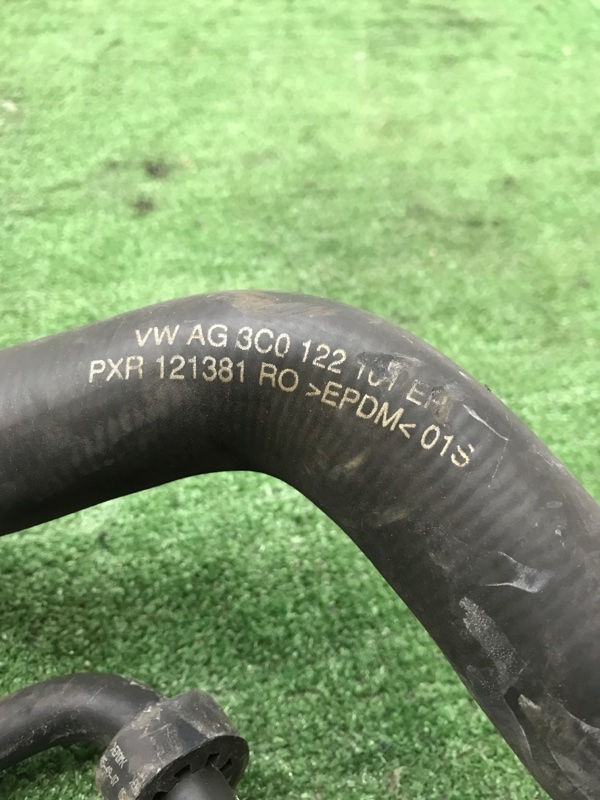 VW AG 3C0 122
PXR 121381 RO >EPDM< 01S